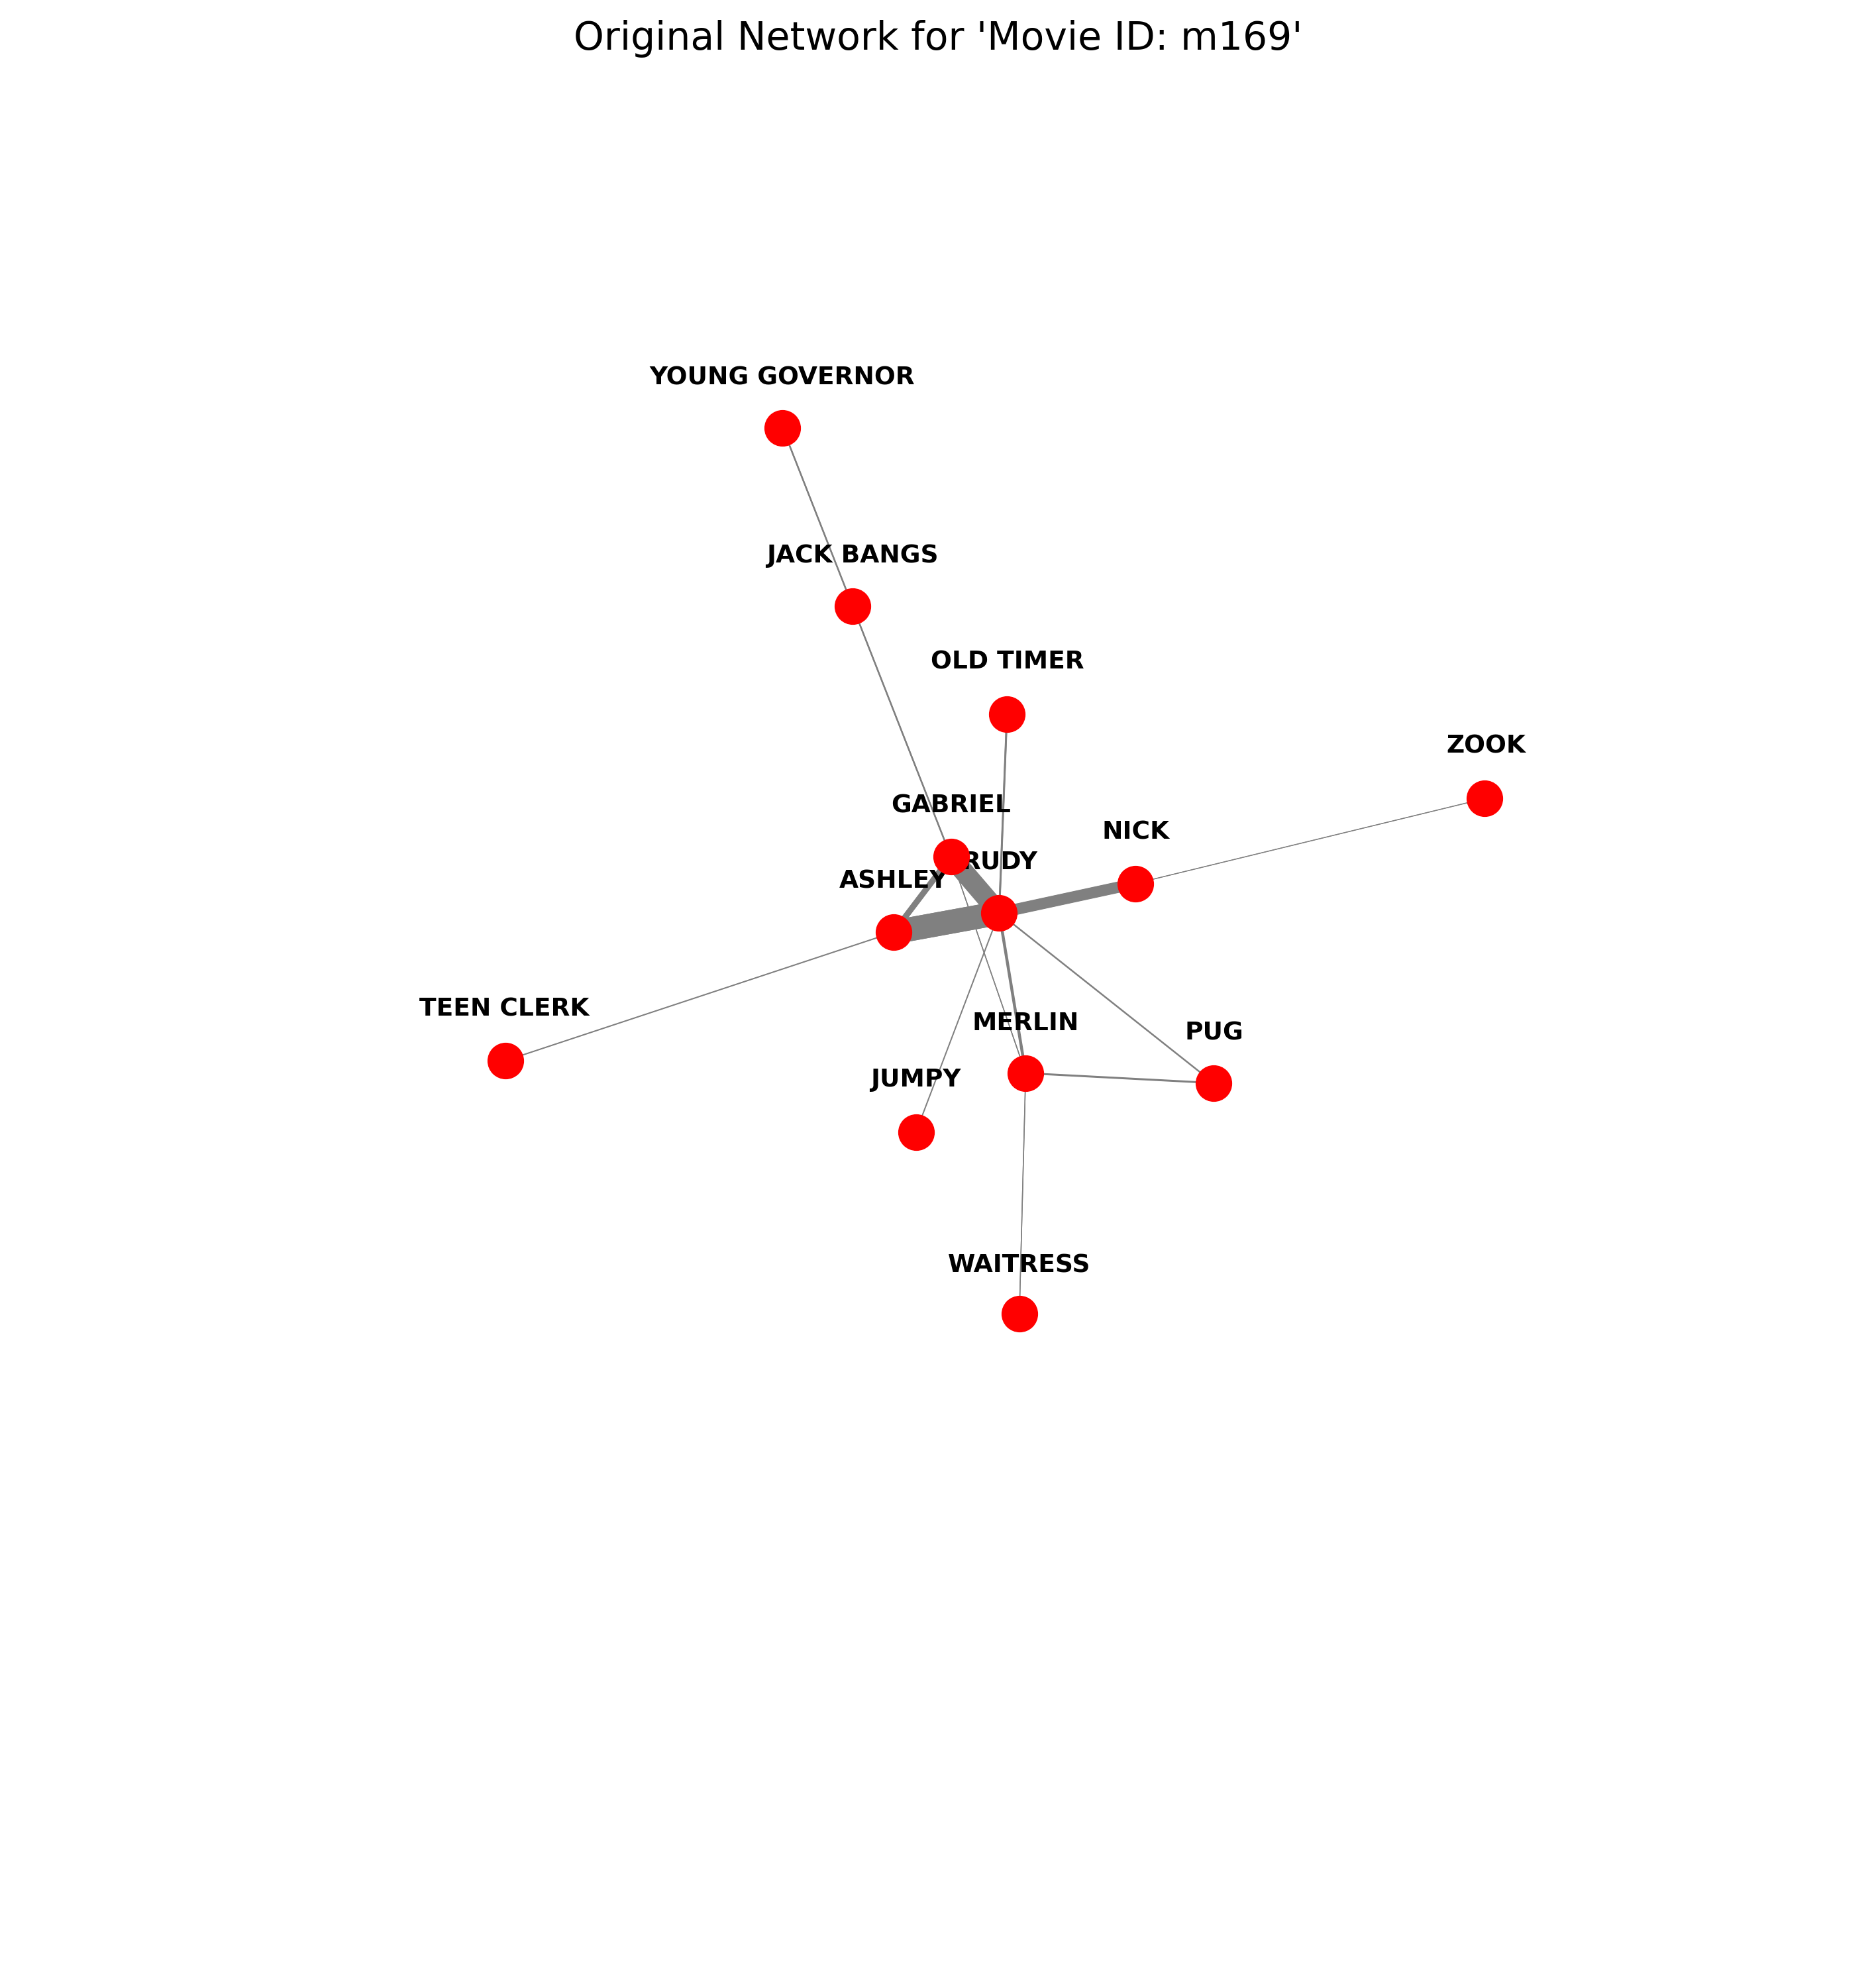 Original Network for 'Movie ID: m169'
YOUNG GOVERNOR
JACK BANGS
OLD TIMER
ZOOK
GABRIEL
NICK
RUDY
ASHLEY
TEEN CLERK
MERLIN
PUG
JUMPY
WAITRESS